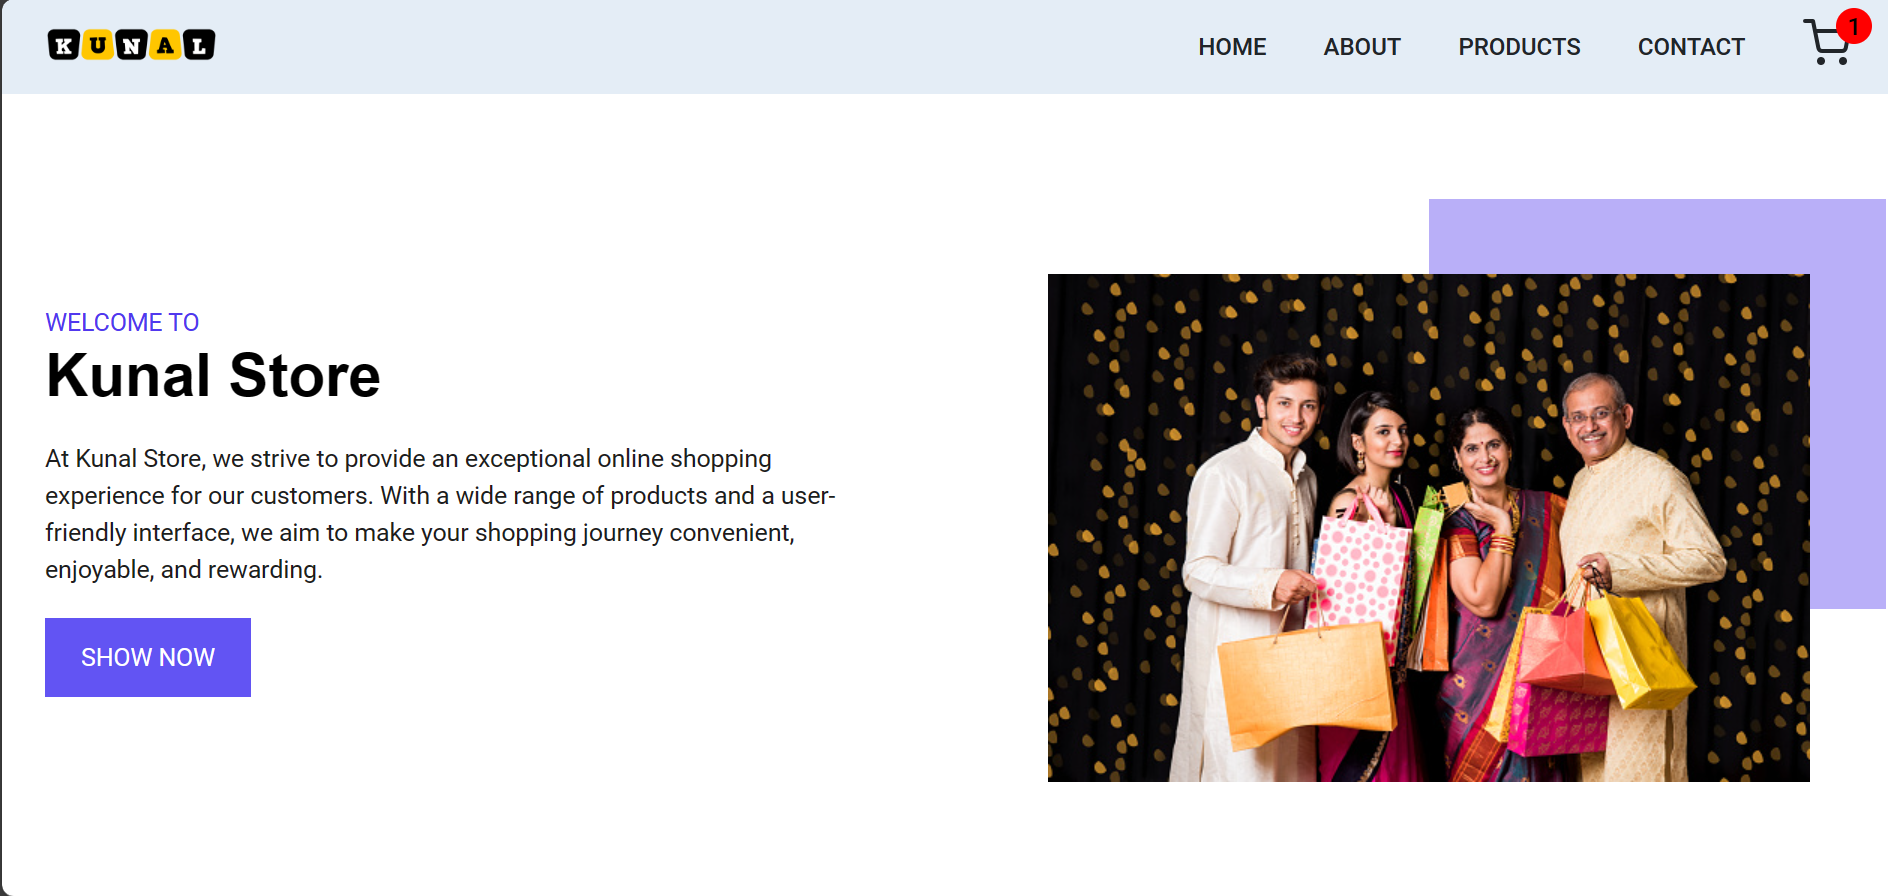 KUNAL
HOME ABOUT PRODUCTS CONTACT 1
WELCOME TO
Kunal Store
At Kunal Store, we strive to provide an exceptional online shopping
experience for our customers. With a wide range of products and a user-
friendly interface, we aim to make your shopping journey convenient,
enjoyable, and rewarding.
SHOW NOW